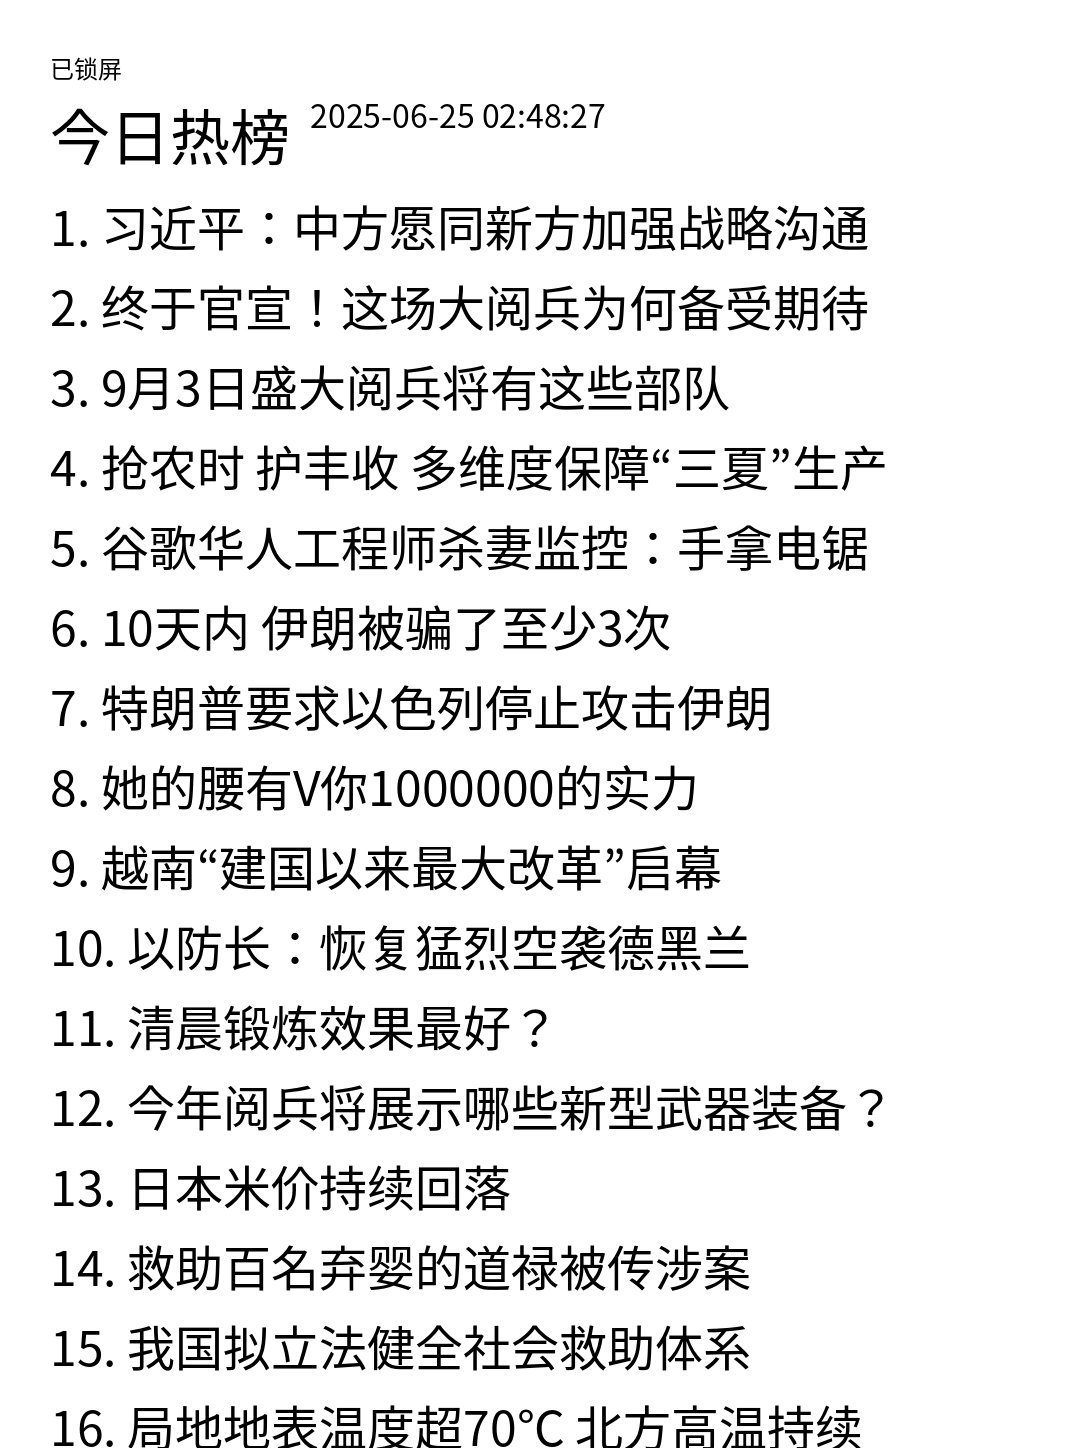 已锁屏
今日热榜 2025-06-25 02:48:27
1. 习近平：中方愿同新方加强战略沟通
2. 终于官宣！这场大阅兵为何备受期待
3. 9月3日盛大阅兵将有这些部队
4. 抢农时 护丰收 多维度保障“三夏”生产
5. 谷歌华人工程师杀妻监控：手拿电锯
6. 10天内 伊朗被骗了至少3次
7. 特朗普要求以色列停止攻击伊朗
8. 她的腰有V你1000000的实力
9. 越南“建国以来最大改革”启幕
10. 以防长：恢复猛烈空袭德黑兰
11. 清晨锻炼效果最好？
12. 今年阅兵将展示哪些新型武器装备？
13. 日本米价持续回落
14. 救助百名弃婴的道禄被传涉案
15. 我国拟立法健全社会救助体系
16. 局地地表温度超70℃ 北方高温持续